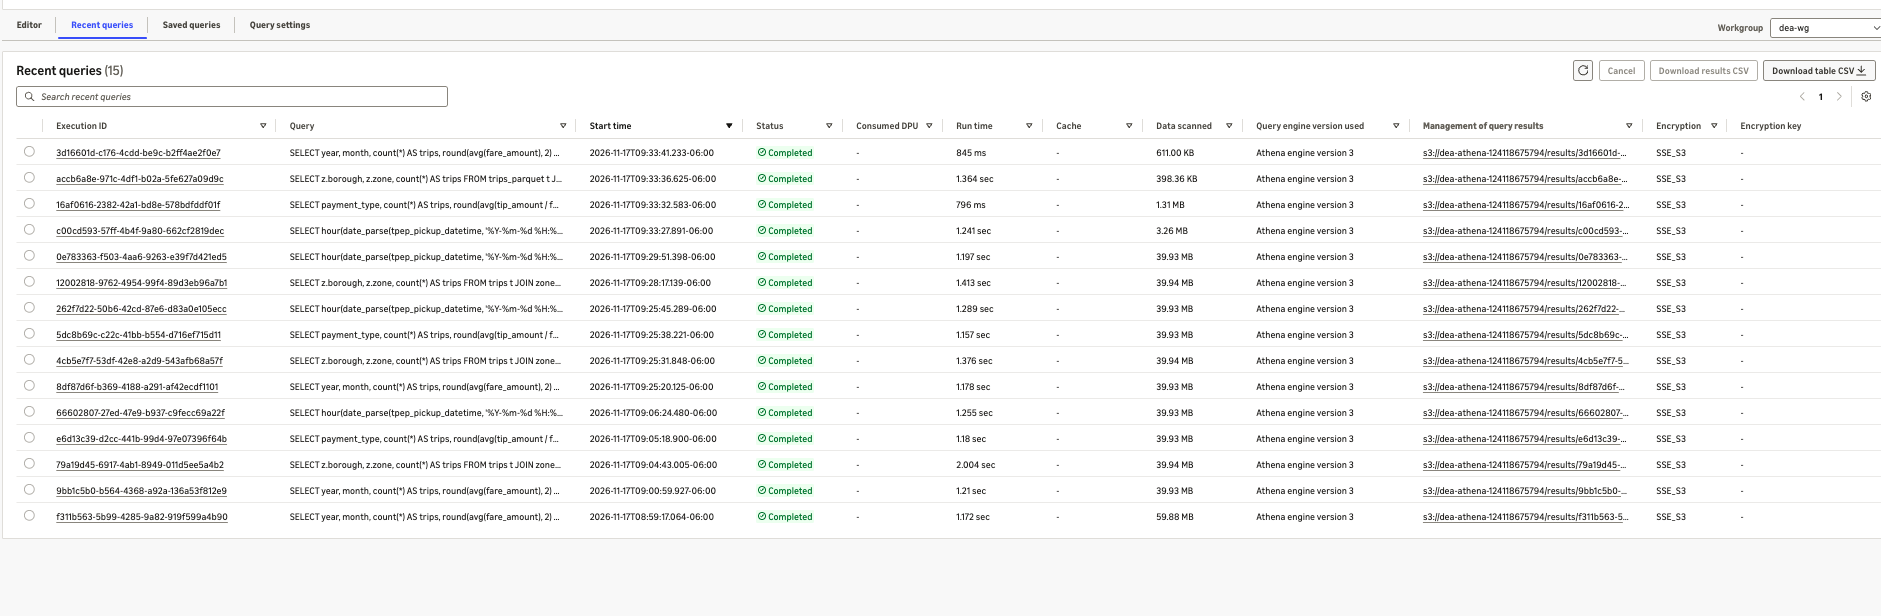 Editor Recent queries Saved queries Query settings Workgroup dea-wg
Recent queries (15) Cancel Download results CSV Download table CSV
Search recent queries 1
Execution ID Query Start time Status Consumed DPU Run time Cache Data scanned Query engine version used Management of query results Encryption Encryption key
3d16601d-c176-4cdd-be9c-b2ff4ae2f0e7 SELECT year, month, count(*) AS trips, round(avg(fare_amount), 2) ... 2026-11-17T09:33:41.233-06:00 Completed - 845 ms - 611.00 KB Athena engine version 3 s3://dea-athena-124118675794/results/3d16601d-... SSE_S3 -
accb6a8e-971c-4df1-b02a-5fe627a09d9c SELECT z.borough, z.zone, count(*) AS trips FROM trips_parquet t J... 2026-11-17T09:33:36.625-06:00 Completed - 1.364 sec - 398.36 KB Athena engine version 3 s3://dea-athena-124118675794/results/accb6a8e-... SSE_S3 -
16af0616-2382-42a1-bd8e-578bdfddf01f SELECT payment_type, count(*) AS trips, round(avg(tip_amount / f... 2026-11-17T09:33:32.583-06:00 Completed - 796 ms - 1.31 MB Athena engine version 3 s3://dea-athena-124118675794/results/16af0616-2... SSE_S3 -
c00cd593-57ff-4b4f-9a80-662cf2819dec SELECT hour(date_parse(tpep_pickup_datetime, '%Y-%m-%d %H:%... 2026-11-17T09:33:27.891-06:00 Completed - 1.241 sec - 3.26 MB Athena engine version 3 s3://dea-athena-124118675794/results/c00cd593-... SSE_S3 -
0e783363-f503-4aa6-9263-e39f7d421ed5 SELECT hour(date_parse(tpep_pickup_datetime, '%Y-%m-%d %H:%... 2026-11-17T09:29:51.398-06:00 Completed - 1.197 sec - 39.93 MB Athena engine version 3 s3://dea-athena-124118675794/results/0e783363-... SSE_S3 -
12002818-9762-4954-99f4-89d3eb96a7b1 SELECT z.borough, z.zone, count(*) AS trips FROM trips t JOIN zone... 2026-11-17T09:28:17.139-06:00 Completed - 1.413 sec - 39.94 MB Athena engine version 3 s3://dea-athena-124118675794/results/12002818-... SSE_S3 -
262f7d22-50b6-42cd-87e6-d83a0e105ecc SELECT hour(date_parse(tpep_pickup_datetime, '%Y-%m-%d %H:%... 2026-11-17T09:25:45.289-06:00 Completed - 1.289 sec - 39.93 MB Athena engine version 3 s3://dea-athena-124118675794/results/262f7d22-... SSE_S3 -
5dc8b69c-c22c-41bb-b554-d716ef715d11 SELECT payment_type, count(*) AS trips, round(avg(tip_amount / f... 2026-11-17T09:25:38.221-06:00 Completed - 1.157 sec - 39.93 MB Athena engine version 3 s3://dea-athena-124118675794/results/5dc8b69c-... SSE_S3 -
4cb5e7f7-53df-42e8-a2d9-543afb68a57f SELECT z.borough, z.zone, count(*) AS trips FROM trips t JOIN zone... 2026-11-17T09:25:31.848-06:00 Completed - 1.376 sec - 39.94 MB Athena engine version 3 s3://dea-athena-124118675794/results/4cb5e7f7-5... SSE_S3 -
8df87d6f-b369-4188-a291-af42ecdf1101 SELECT year, month, count(*) AS trips, round(avg(fare_amount), 2) ... 2026-11-17T09:25:20.125-06:00 Completed - 1.178 sec - 39.93 MB Athena engine version 3 s3://dea-athena-124118675794/results/8df87d6f-... SSE_S3 -
66602807-27ed-47e9-b937-c9fecc69a22f SELECT hour(date_parse(tpep_pickup_datetime, '%Y-%m-%d %H:%... 2026-11-17T09:06:24.480-06:00 Completed - 1.255 sec - 39.93 MB Athena engine version 3 s3://dea-athena-124118675794/results/66602807-... SSE_S3 -
e6d13c39-d2cc-441b-99d4-97e07396f64b SELECT payment_type, count(*) AS trips, round(avg(tip_amount / f... 2026-11-17T09:05:18.900-06:00 Completed - 1.18 sec - 39.93 MB Athena engine version 3 s3://dea-athena-124118675794/results/e6d13c39-... SSE_S3 -
79a19d45-6917-4ab1-8949-011d5ee5a4b2 SELECT z.borough, z.zone, count(*) AS trips FROM trips t JOIN zone... 2026-11-17T09:04:43.005-06:00 Completed - 2.004 sec - 39.94 MB Athena engine version 3 s3://dea-athena-124118675794/results/79a19d45-... SSE_S3 -
9bb1c5b0-b564-4368-a92a-136a53f812e9 SELECT year, month, count(*) AS trips, round(avg(fare_amount), 2) ... 2026-11-17T09:00:59.927-06:00 Completed - 1.21 sec - 39.93 MB Athena engine version 3 s3://dea-athena-124118675794/results/9bb1c5b0-... SSE_S3 -
f311b563-5b99-4285-9a82-919f599a4b90 SELECT year, month, count(*) AS trips, round(avg(fare_amount), 2) ... 2026-11-17T08:59:17.064-06:00 Completed - 1.172 sec - 59.88 MB Athena engine version 3 s3://dea-athena-124118675794/results/f311b563-5... SSE_S3 -